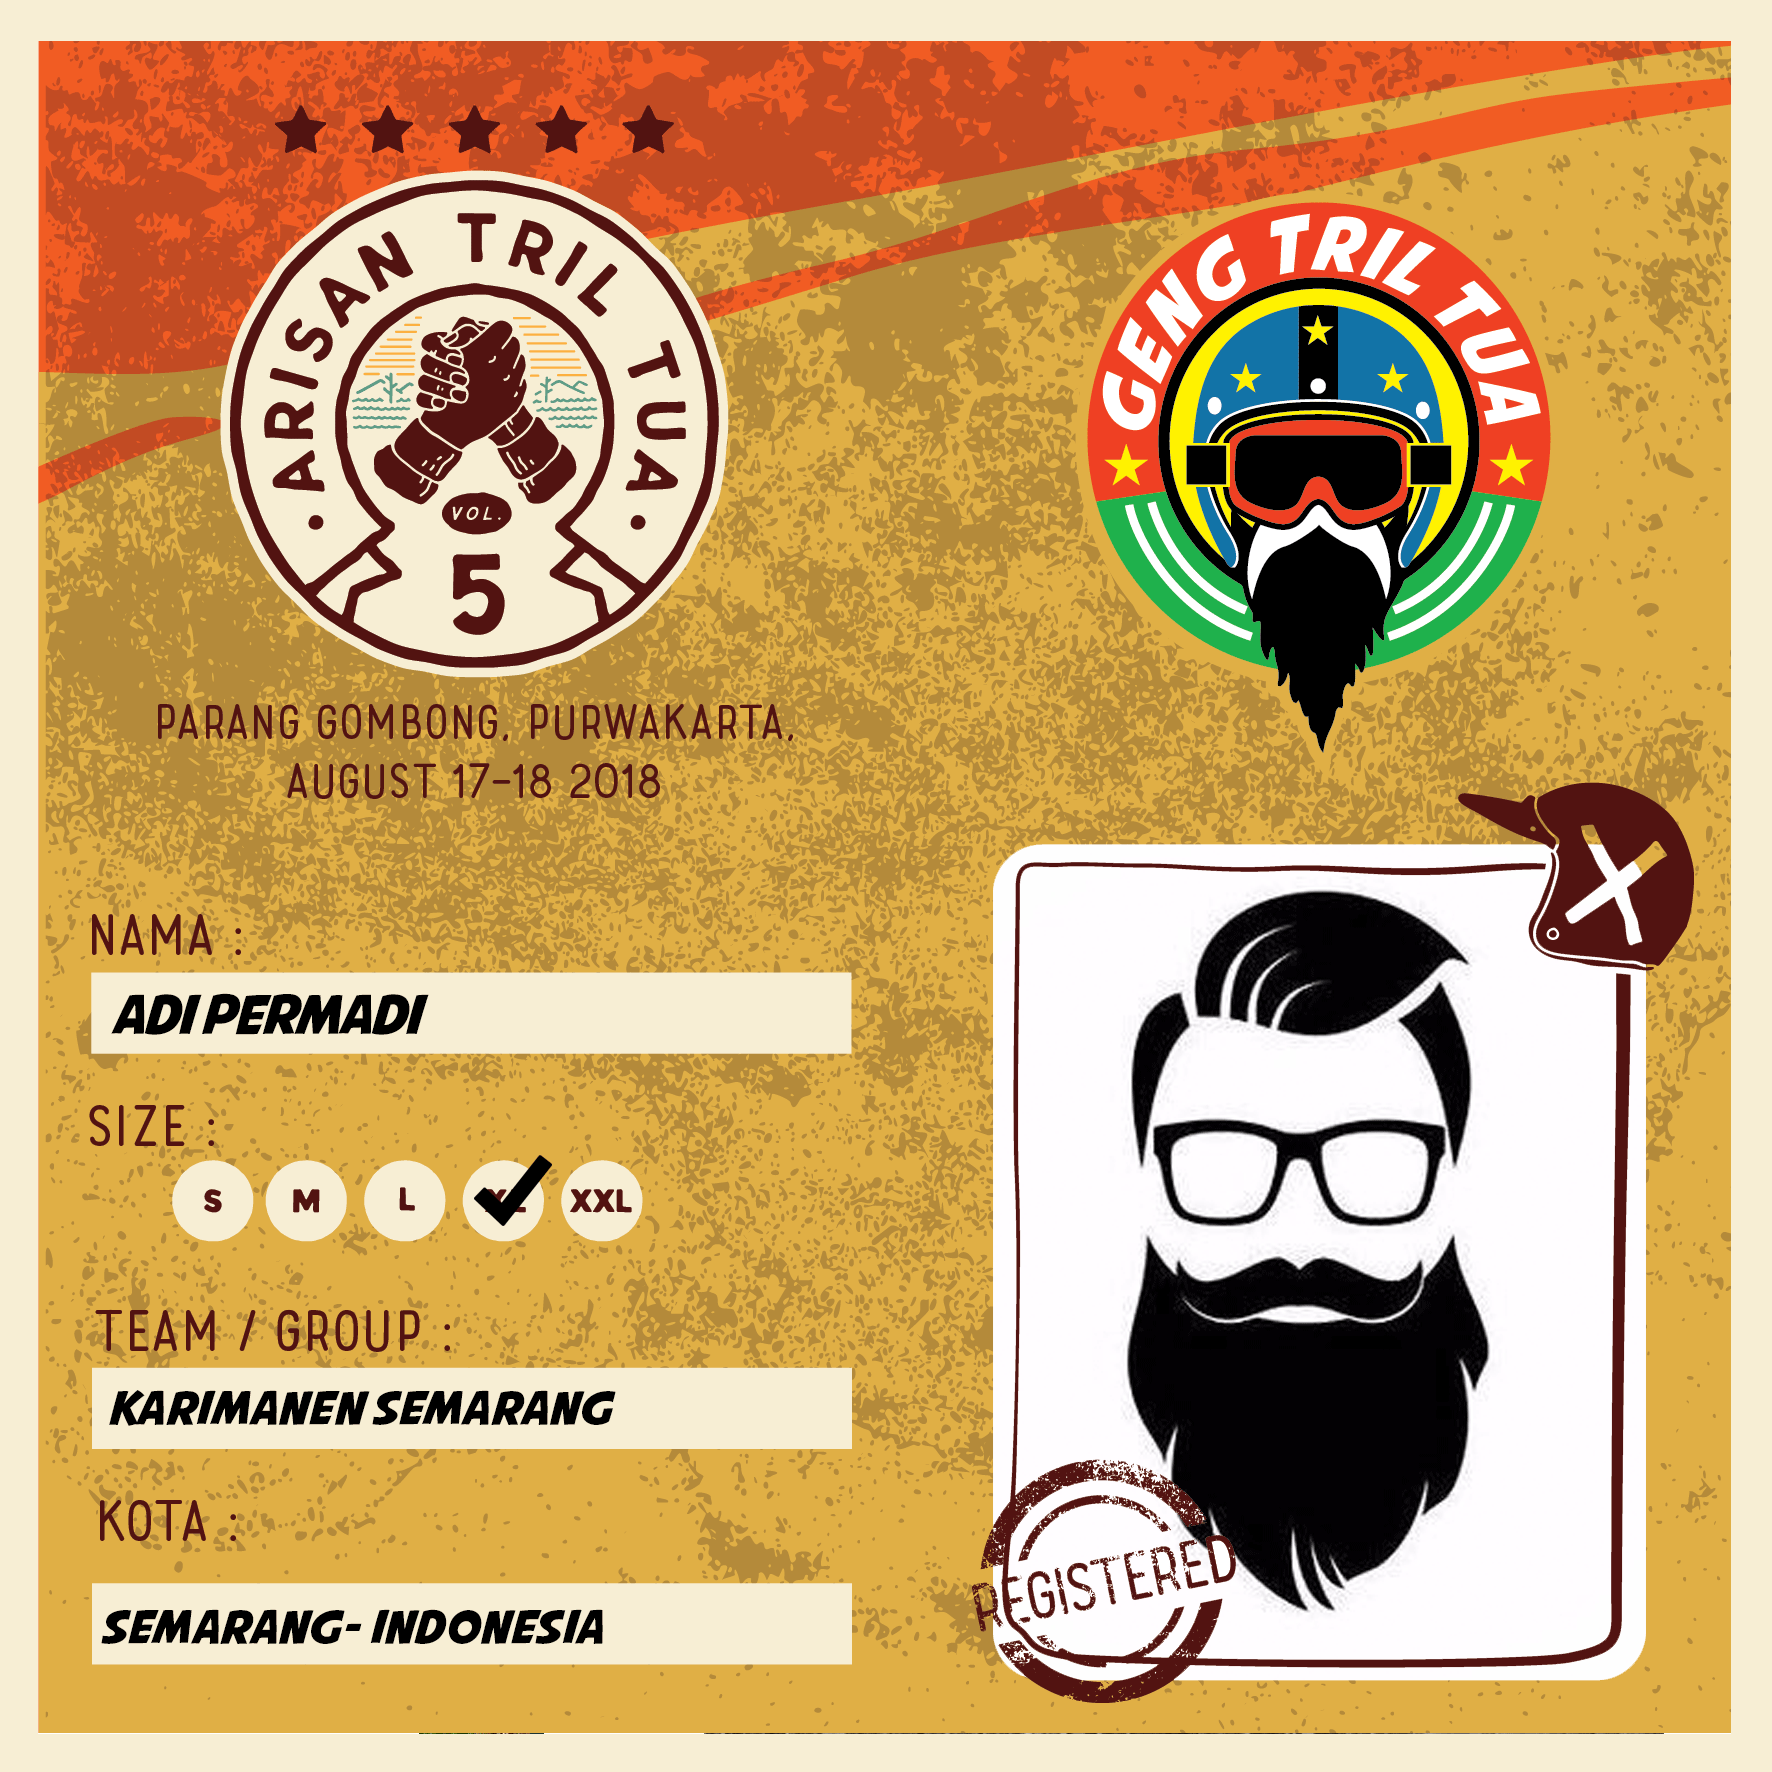 ARISAN TRIL TUA
VOL.
5
PARANG GOMBONG, PURWAKARTA,
AUGUST 17-18 2018
GENG TRIL TUA
NAMA :
ADI PERMADI
SIZE :
S M L XL XXL
TEAM / GROUP :
KARIMANEN SEMARANG
KOTA :
SEMARANG- INDONESIA
REGISTERED